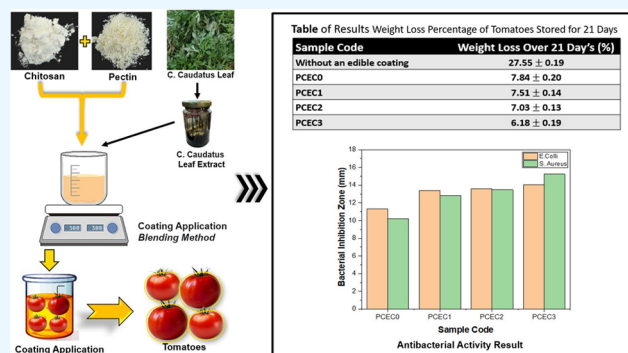 Chitosan
Pectin
C. Caudatus Leaf
C. Caudatus
Leaf Extract
Coating Application
Blending Method
Coating Application
Tomatoes
Table of Results Weight Loss Percentage of Tomatoes Stored for 21 Days
Sample Code Weight Loss Over 21 Day's (%)
Without an edible coating 27.55 ± 0.19
PCEC0 7.84 ± 0.20
PCEC1 7.51 ± 0.14
PCEC2 7.03 ± 0.13
PCEC3 6.18 ± 0.19
E.Colli
S. Aureus
Bacterial Inhibition Zone (mm)
18
16
14
12
10
8
6
4
2
0
PCEC0 PCEC1 PCEC2 PCEC3
Sample Code
Antibacterial Activity Result